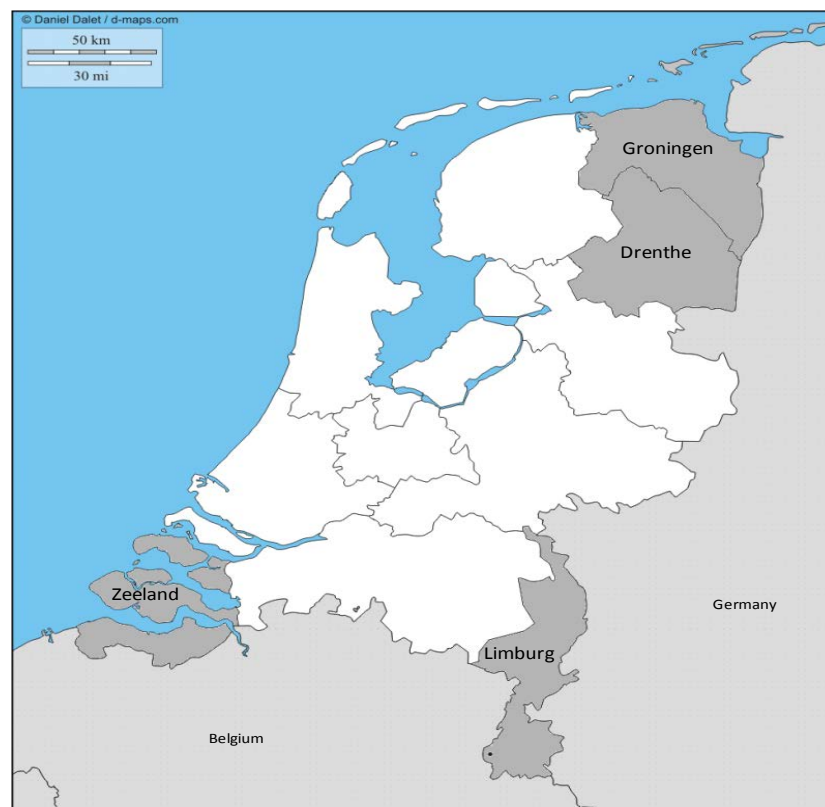 © Daniel Dalet / d-maps.com
50 km
30 mi
Groningen
Drenthe
Zeeland
Germany
Limburg
Belgium